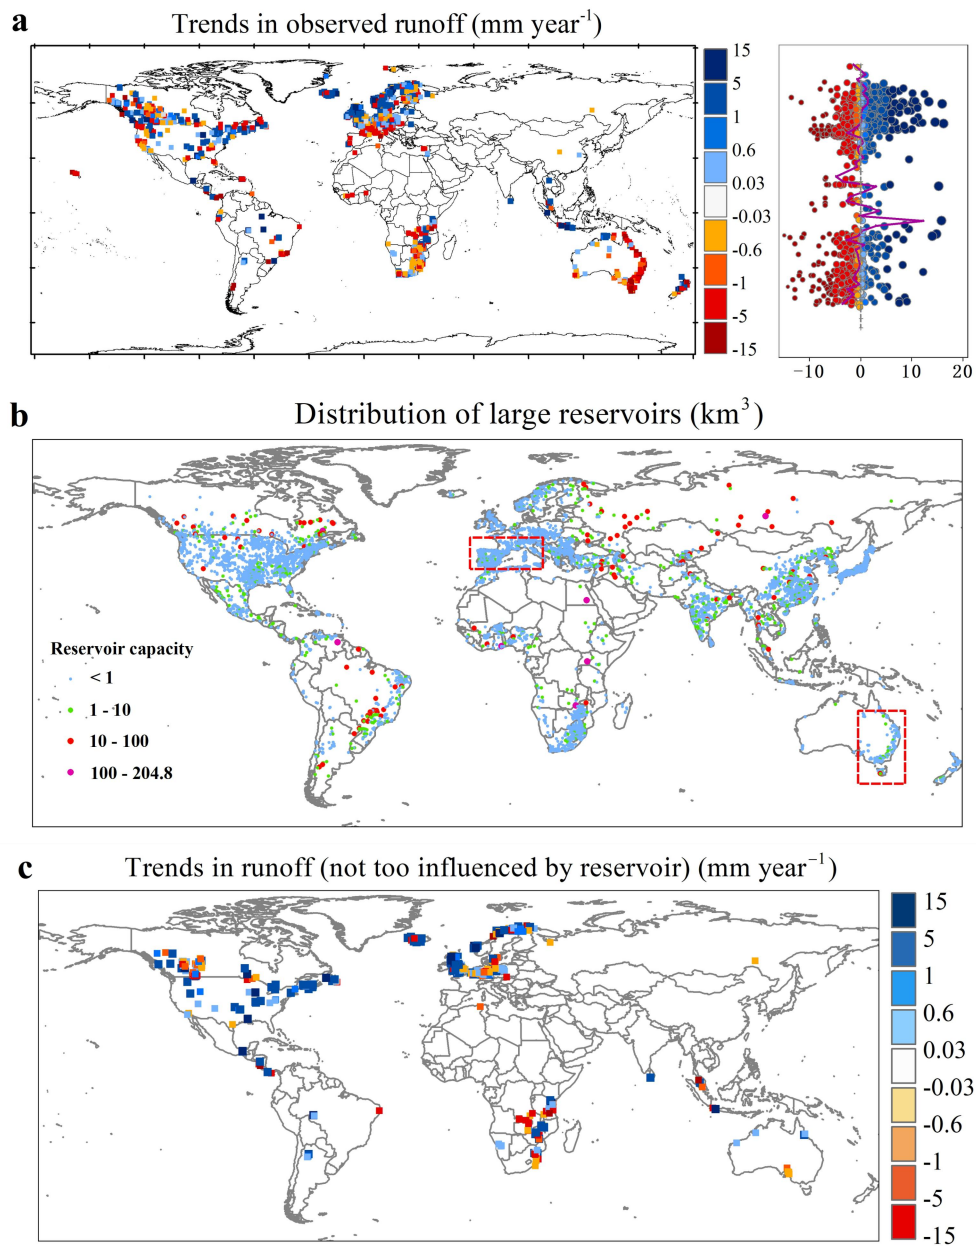 a
Trends in observed runoff (mm year⁻¹)
15
5
1
0.6
0.03
-0.03
-0.6
-1
-5
-15
−10 0 10 20
b
Distribution of large reservoirs (km³)
Reservoir capacity
< 1
1 - 10
10 - 100
100 - 204.8
c
Trends in runoff (not too influenced by reservoir) (mm year⁻¹)
15
5
1
0.6
0.03
-0.03
-0.6
-1
-5
-15